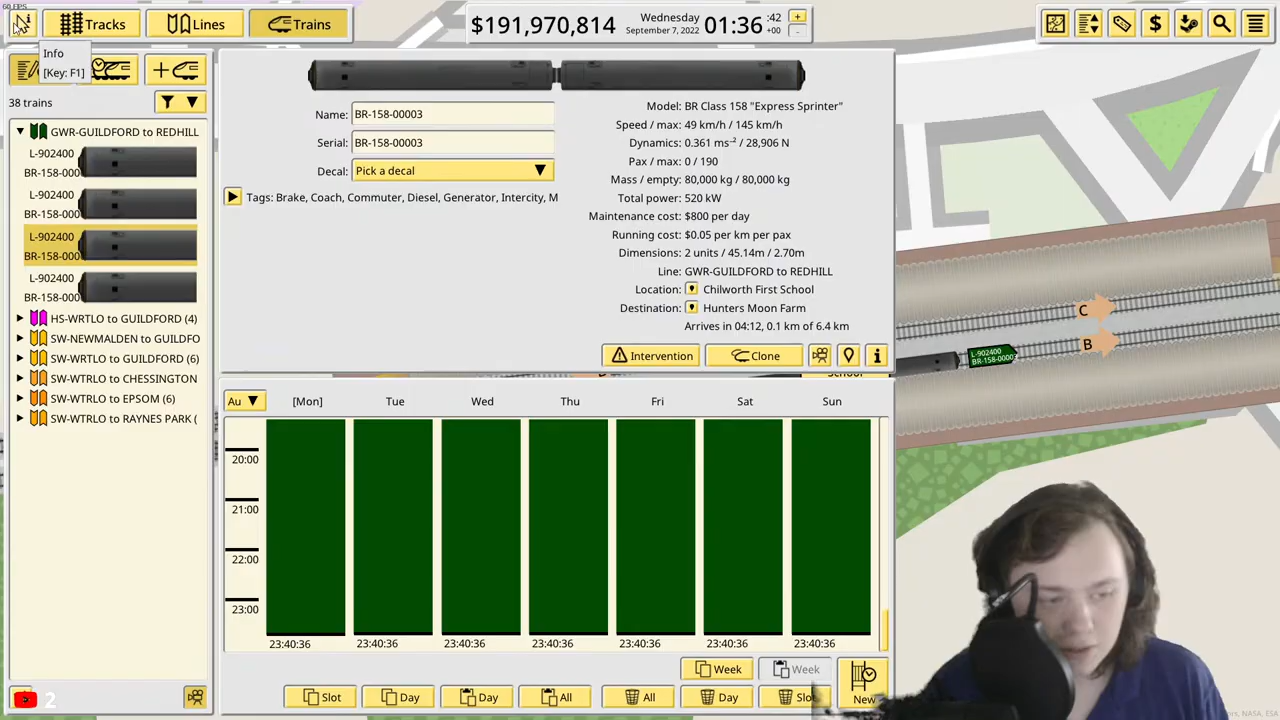 60 FPS
Tracks
Lines
Trains
$191,970,814
Wednesday
September 7, 2022
01:36
:42
+00
+
-
$
Info
[Key: F1]
38 trains
GWR-GUILDFORD to REDHILL
L-902400
BR-158-000
L-902400
BR-158-000
L-902400
BR-158-000
L-902400
BR-158-000
HS-WRTLO to GUILDFORD (4)
SW-NEWMALDEN to GUILDFO
SW-WRTLO to GUILDFORD (6)
SW-WTRLO to CHESSINGTON
SW-WTRLO to EPSOM (6)
SW-WTRLO to RAYNES PARK (
2
Name: BR-158-00003
Serial: BR-158-00003
Decal: Pick a decal
Tags: Brake, Coach, Commuter, Diesel, Generator, Intercity, M
Model: BR Class 158 "Express Sprinter"
Speed / max: 49 km/h / 145 km/h
Dynamics: 0.361 ms⁻² / 28,906 N
Pax / max: 0 / 190
Mass / empty: 80,000 kg / 80,000 kg
Total power: 520 kW
Maintenance cost: $800 per day
Running cost: $0.05 per km per pax
Dimensions: 2 units / 45.14m / 2.70m
Line: GWR-GUILDFORD to REDHILL
Location: Chilworth First School
Destination: Hunters Moon Farm
Arrives in 04:12, 0.1 km of 6.4 km
Intervention
Clone
School
Au
[Mon]
Tue
Wed
Thu
Fri
Sat
Sun
20:00
21:00
22:00
23:00
23:40:36
23:40:36
23:40:36
23:40:36
23:40:36
23:40:36
23:40:36
Week
Week
Slot
Day
Day
All
All
Day
Slot
New
C
B
L-902400
BR-158-00003
NASA, ESA